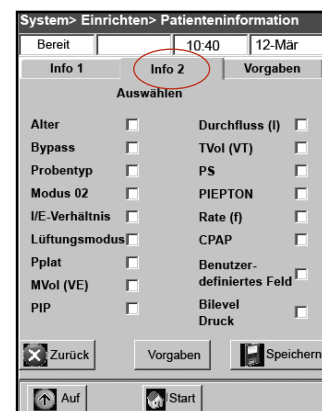 System> Einrichten> Patienteninformation
Bereit 10:40 12-Mär
Info 1 Info 2 Vorgaben
Auswählen
Alter Durchfluss (l)
Bypass TVol (VT)
Probentyp PS
Modus 02 PIEPTON
I/E-Verhältnis Rate (f)
Lüftungsmodus CPAP
Pplat Benutzer-
definiertes Feld
MVol (VE)
PIP Bilevel
Druck
Zurück Vorgaben Speichern
Auf Start